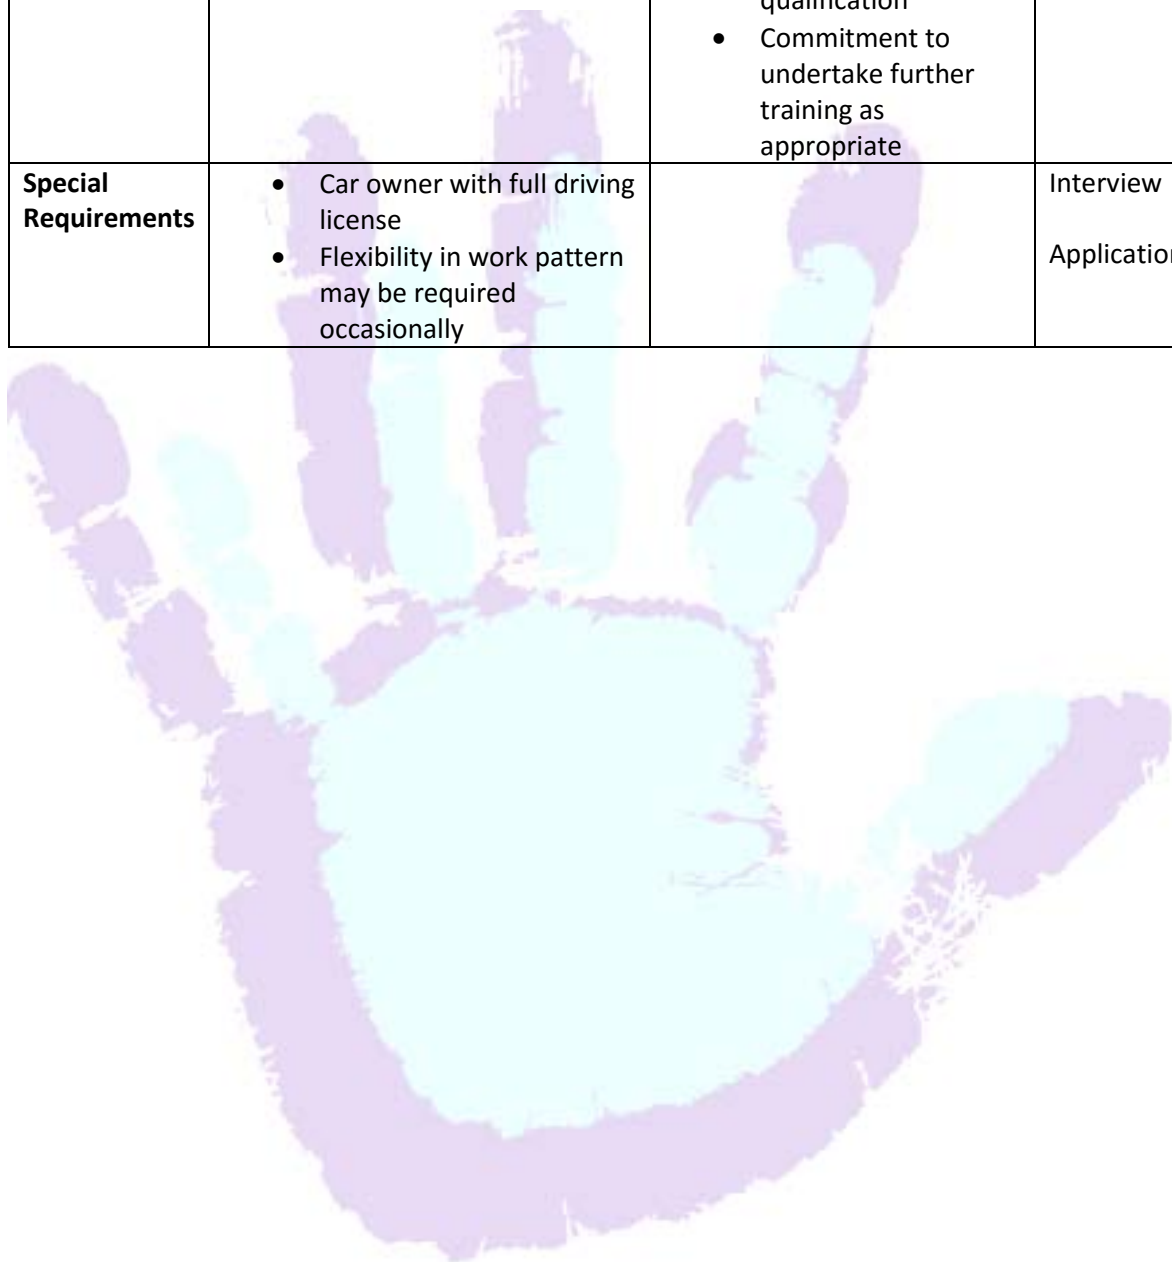 qualification
• Commitment to
undertake further
training as
appropriate
Special
Requirements
• Car owner with full driving
license
• Flexibility in work pattern
may be required
occasionally
Interview
Application